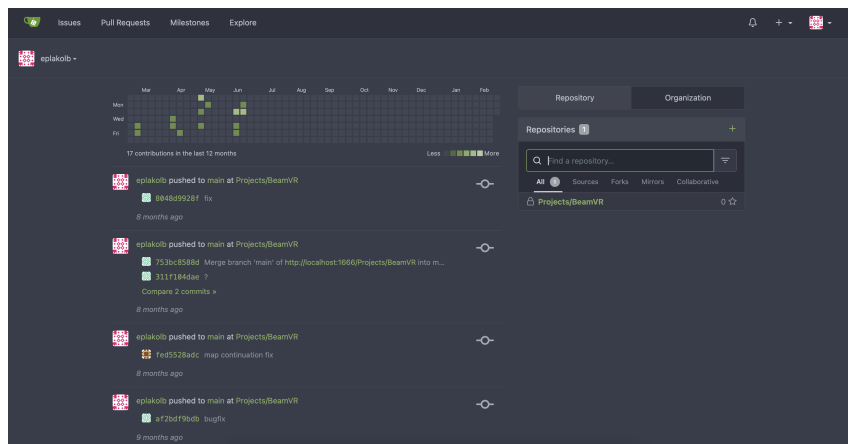 Issues Pull Requests Milestones Explore
eplakolb
Mar Apr May Jun Jul Aug Sep Oct Nov Dec Jan Feb
Mon
Wed
Fri
17 contributions in the last 12 months
Less More
eplakolb pushed to main at Projects/BeamVR
8048d9928f fix
8 months ago
eplakolb pushed to main at Projects/BeamVR
753bc8588d Merge branch 'main' of http://localhost:1666/Projects/BeamVR into m...
311f104dae ?
Compare 2 commits »
8 months ago
eplakolb pushed to main at Projects/BeamVR
fed5528adc map continuation fix
8 months ago
eplakolb pushed to main at Projects/BeamVR
af2bdf9bdb bugfix
9 months ago
Repository Organization
Repositories 1
Find a repository...
All 1 Sources Forks Mirrors Collaborative
Projects/BeamVR 0